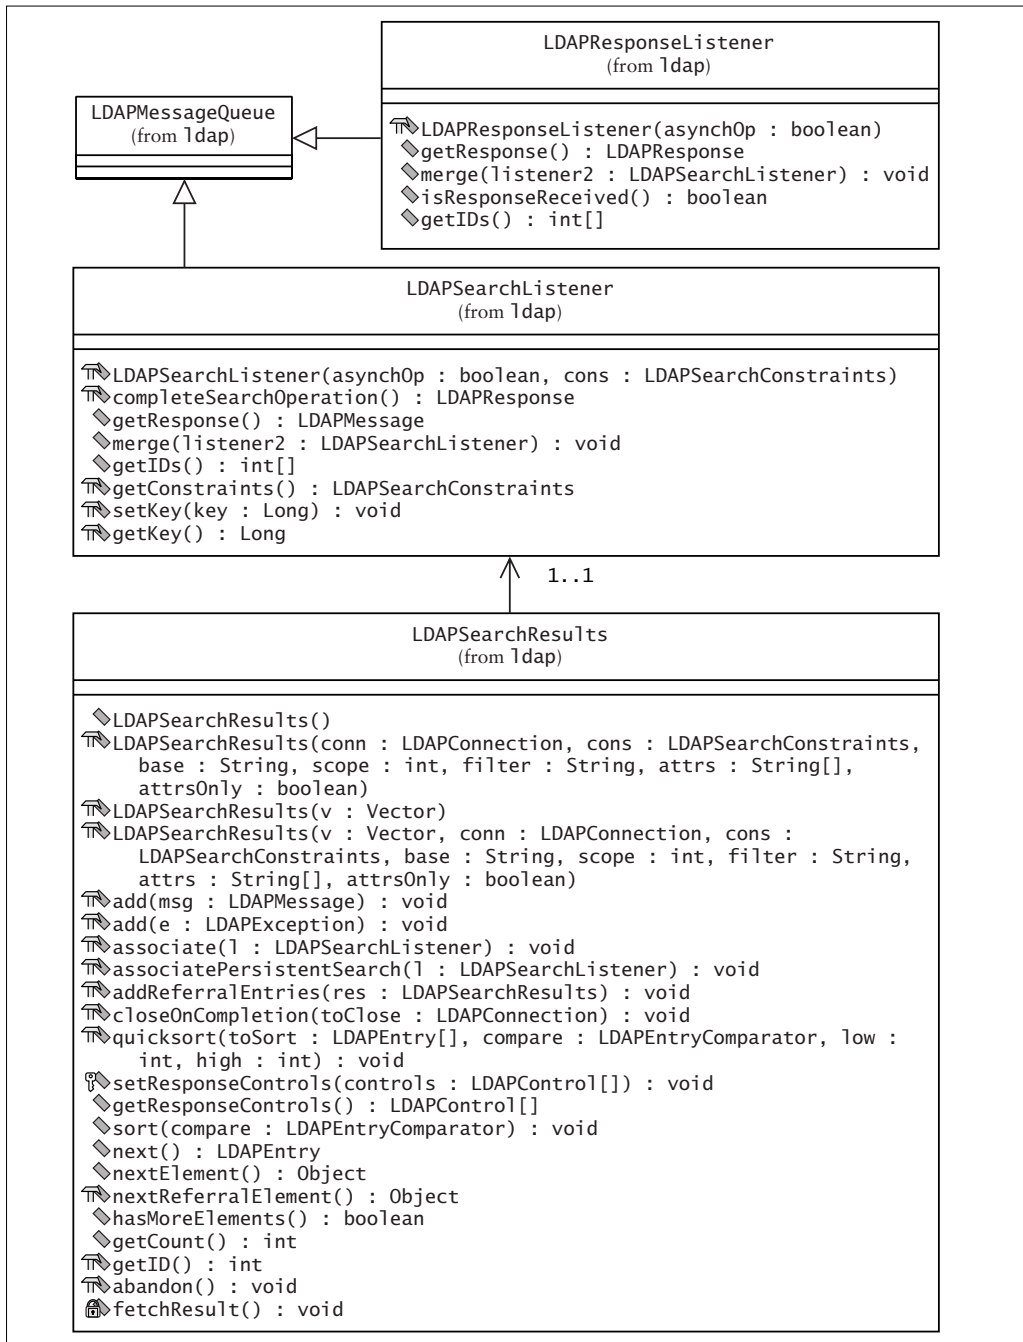 LDAPResponseListener
(from ldap)
LDAPResponseListener(asynchOp : boolean)
getResponse() : LDAPResponse
merge(listener2 : LDAPSearchListener) : void
isResponseReceived() : boolean
getIDs() : int[]
LDAPMessageQueue
(from ldap)
LDAPSearchListener
(from ldap)
LDAPSearchListener(asynchOp : boolean, cons : LDAPSearchConstraints)
completeSearchOperation() : LDAPResponse
getResponse() : LDAPMessage
merge(listener2 : LDAPSearchListener) : void
getIDs() : int[]
getConstraints() : LDAPSearchConstraints
setKey(key : Long) : void
getKey() : Long
1..1
LDAPSearchResults
(from ldap)
LDAPSearchResults()
LDAPSearchResults(conn : LDAPConnection, cons : LDAPSearchConstraints,
base : String, scope : int, filter : String, attrs : String[],
attrsOnly : boolean)
LDAPSearchResults(v : Vector)
LDAPSearchResults(v : Vector, conn : LDAPConnection, cons :
LDAPSearchConstraints, base : String, scope : int, filter : String,
attrs : String[], attrsOnly : boolean)
add(msg : LDAPMessage) : void
add(e : LDAPException) : void
associate(l : LDAPSearchListener) : void
associatePersistentSearch(l : LDAPSearchListener) : void
addReferralEntries(res : LDAPSearchResults) : void
closeOnCompletion(toClose : LDAPConnection) : void
quicksort(toSort : LDAPEntry[], compare : LDAPEntryComparator, low :
int, high : int) : void
setResponseControls(controls : LDAPControl[]) : void
getResponseControls() : LDAPControl[]
sort(compare : LDAPEntryComparator) : void
next() : LDAPEntry
nextElement() : Object
nextReferralElement() : Object
hasMoreElements() : boolean
getCount() : int
getID() : int
abandon() : void
fetchResult() : void